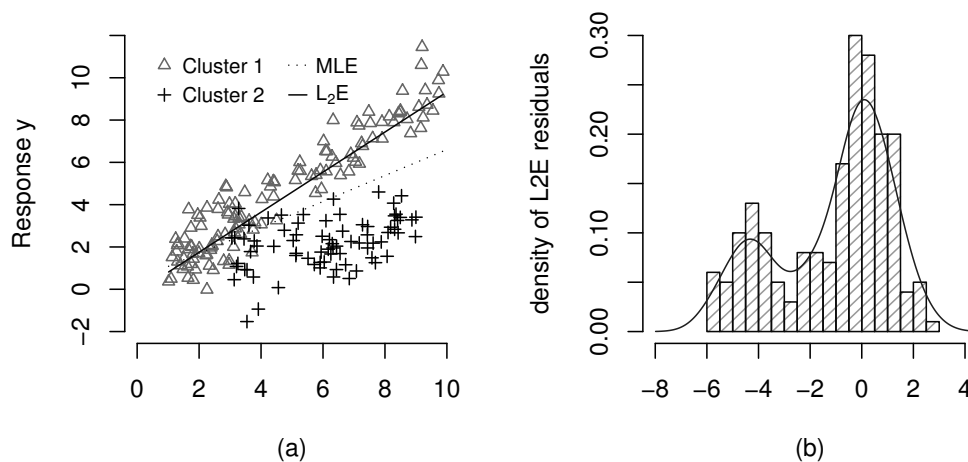 Response y
12
10
8
6
4
2
0
−2
Cluster 1
Cluster 2
MLE
L₂E
0 2 4 6 8 10
(a)
density of L2E residuals
0.30
0.20
0.10
0.00
−8 −6 −4 −2 0 2 4
(b)